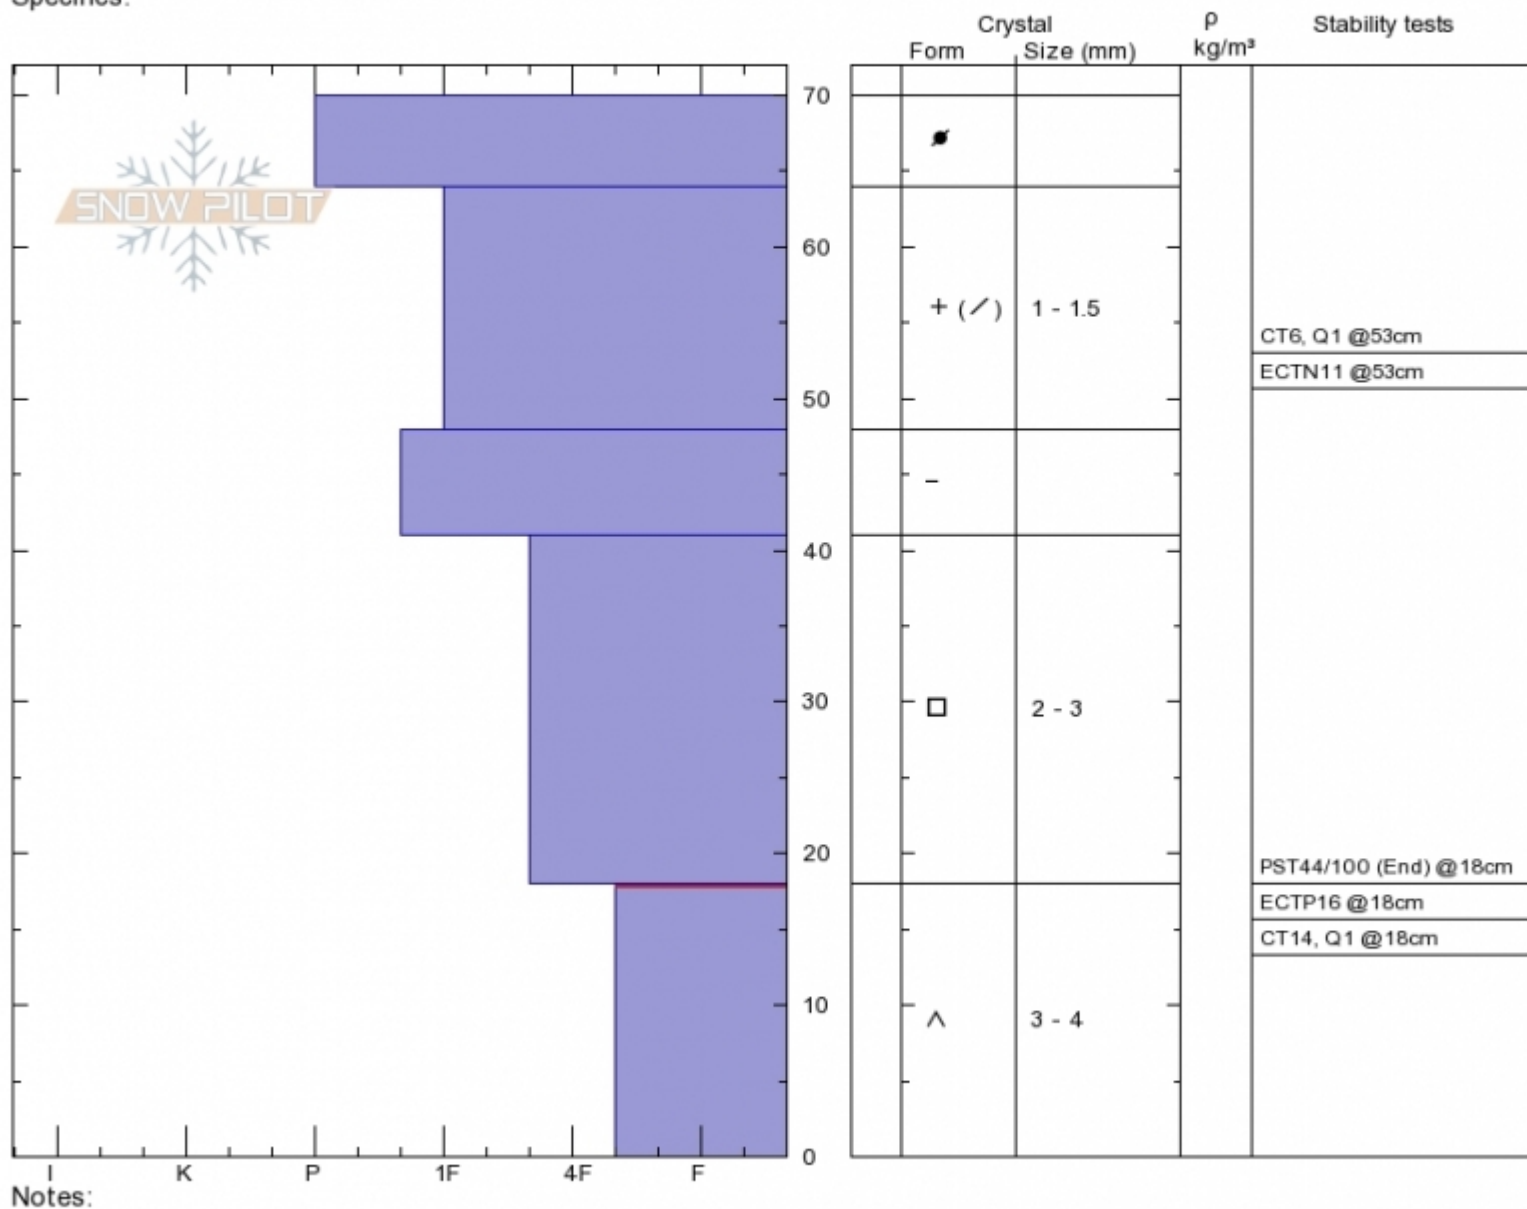 Specifics:
Crystal
Form Size (mm)
ρ
kg/m³
Stability tests
SNOW PILOT
70
60
50
40
30
20
10
0
+ (/) 1 - 1.5
-
2 - 3
3 - 4
CT6, Q1 @53cm
ECTN11 @53cm
PST44/100 (End) @18cm
ECTP16 @18cm
CT14, Q1 @18cm
I K P 1F 4F F
Notes: